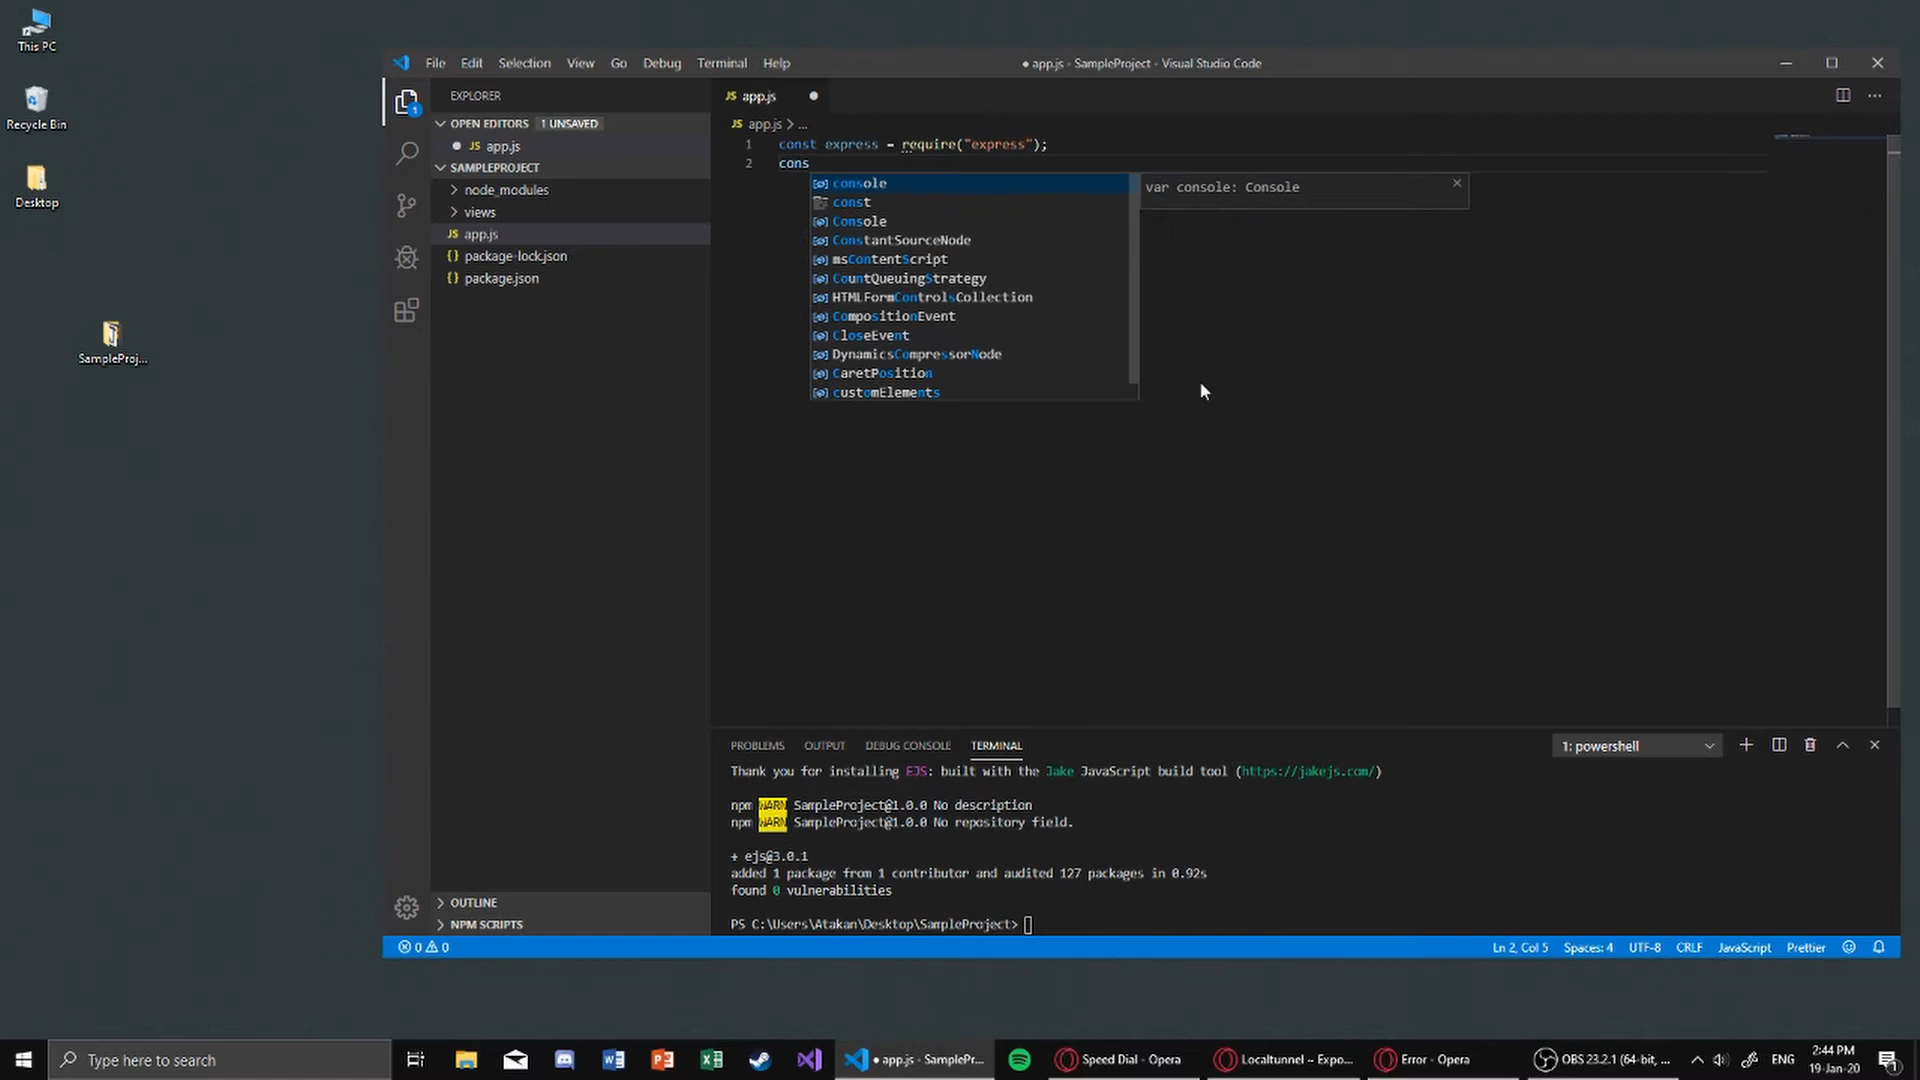 This PC
Recycle Bin
Desktop
SampleProj...
File Edit Selection View Go Debug Terminal Help
● app.js - SampleProject - Visual Studio Code
EXPLORER
OPEN EDITORS 1 UNSAVED
JS app.js
SAMPLEPROJECT
node_modules
views
JS app.js
{} package-lock.json
{} package.json
OUTLINE
NPM SCRIPTS
JS app.js ●
JS app.js > ...
1 const express = require("express");
2 cons
console
const
Console
ConstantSourceNode
msContentScript
CountQueuingStrategy
HTMLFormControlsCollection
CompositionEvent
CloseEvent
DynamicsCompressorNode
CaretPosition
customElements
var console: Console
PROBLEMS OUTPUT DEBUG CONSOLE TERMINAL
1: powershell
Thank you for installing EJS: built with the Jake JavaScript build tool (https://jakejs.com/)
npm WARN SampleProject@1.0.0 No description
npm WARN SampleProject@1.0.0 No repository field.
+ ejs@3.0.1
added 1 package from 1 contributor and audited 127 packages in 0.92s
found 0 vulnerabilities
PS C:\Users\Atakan\Desktop\SampleProject>
0 0
Ln 2, Col 5 Spaces: 4 UTF-8 CRLF JavaScript Prettier
Type here to search
● app.js - SamplePr...
Speed Dial - Opera
Localtunnel ~ Expo...
Error - Opera
OBS 23.2.1 (64-bit, ...
ENG
2:44 PM
19-Jan-20